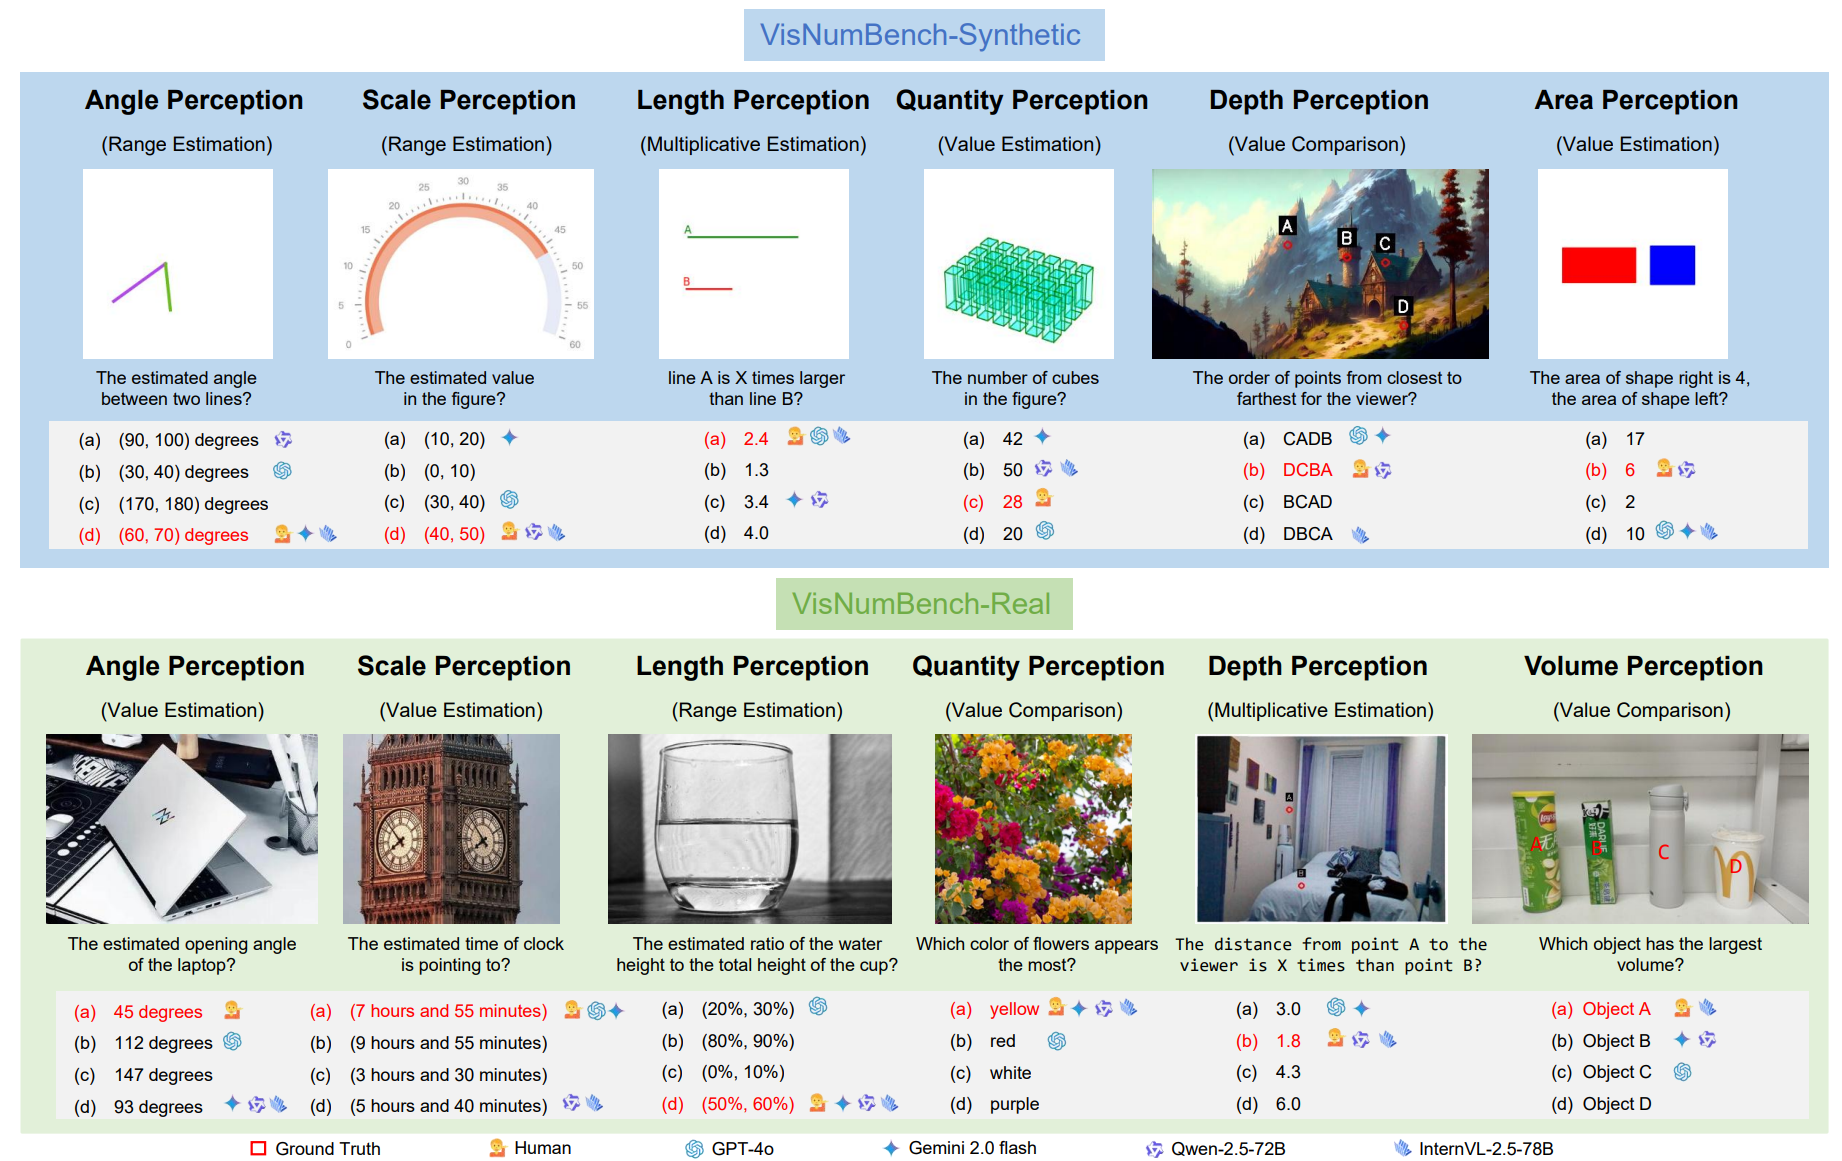 VisNumBench-Synthetic
Angle Perception
(Range Estimation)
The estimated angle
between two lines?
(a) (90, 100) degrees
(b) (30, 40) degrees
(c) (170, 180) degrees
(d) (60, 70) degrees
Scale Perception
(Range Estimation)
0
5
10
15
20
25
30
35
40
45
50
55
60
The estimated value
in the figure?
(a) (10, 20)
(b) (0, 10)
(c) (30, 40)
(d) (40, 50)
Length Perception
(Multiplicative Estimation)
A
B
line A is X times larger
than line B?
(a) 2.4
(b) 1.3
(c) 3.4
(d) 4.0
Quantity Perception
(Value Estimation)
The number of cubes
in the figure?
(a) 42
(b) 50
(c) 28
(d) 20
Depth Perception
(Value Comparison)
A
B
C
D
The order of points from closest to
farthest for the viewer?
(a) CADB
(b) DCBA
(c) BCAD
(d) DBCA
Area Perception
(Value Estimation)
The area of shape right is 4,
the area of shape left?
(a) 17
(b) 6
(c) 2
(d) 10
VisNumBench-Real
Angle Perception
(Value Estimation)
The estimated opening angle
of the laptop?
(a) 45 degrees
(b) 112 degrees
(c) 147 degrees
(d) 93 degrees
Scale Perception
(Value Estimation)
The estimated time of clock
is pointing to?
(a) (7 hours and 55 minutes)
(b) (9 hours and 55 minutes)
(c) (3 hours and 30 minutes)
(d) (5 hours and 40 minutes)
Length Perception
(Range Estimation)
The estimated ratio of the water
height to the total height of the cup?
(a) (20%, 30%)
(b) (80%, 90%)
(c) (0%, 10%)
(d) (50%, 60%)
Quantity Perception
(Value Comparison)
Which color of flowers appears
the most?
(a) yellow
(b) red
(c) white
(d) purple
Depth Perception
(Multiplicative Estimation)
A
B
The distance from point A to the
viewer is X times than point B?
(a) 3.0
(b) 1.8
(c) 4.3
(d) 6.0
Volume Perception
(Value Comparison)
A
B
C
D
Which object has the largest
volume?
(a) Object A
(b) Object B
(c) Object C
(d) Object D
Ground Truth
Human
GPT-4o
Gemini 2.0 flash
Qwen-2.5-72B
InternVL-2.5-78B